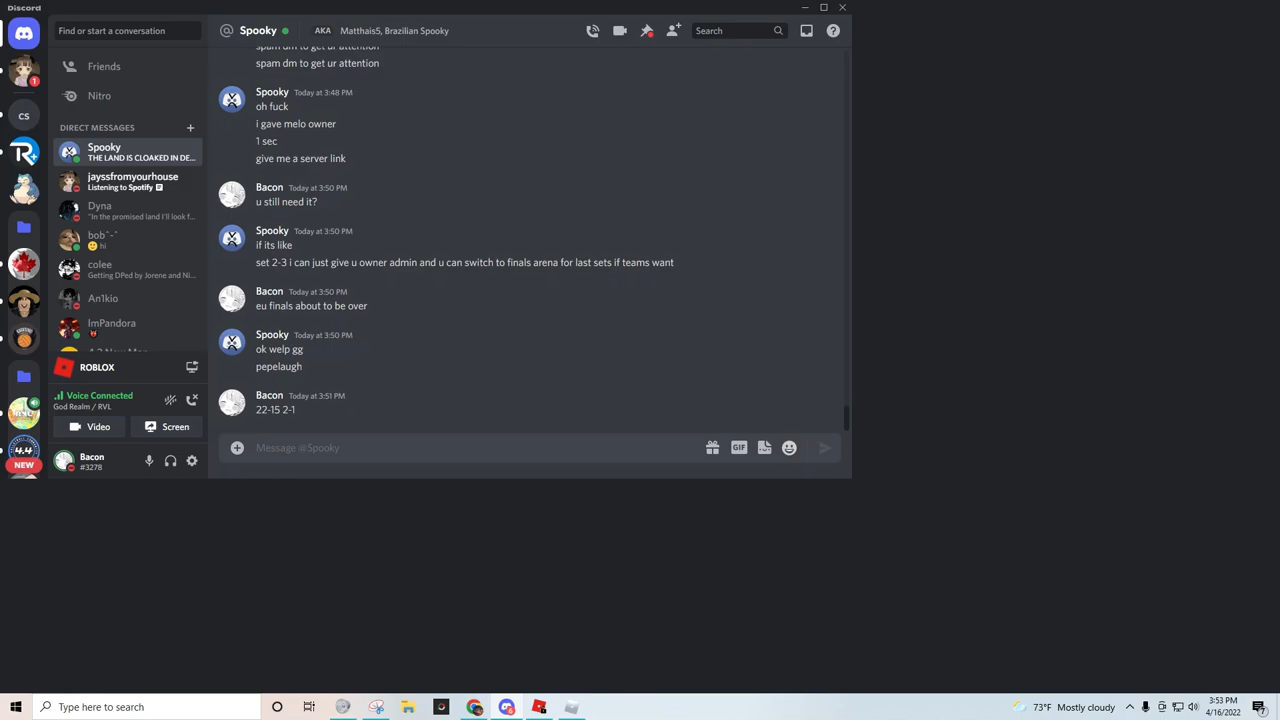 Discord
Find or start a conversation
Friends
Nitro
DIRECT MESSAGES
Spooky
THE LAND IS CLOAKED IN DE...
jayssfromyourhouse
Listening to Spotify
Dyna
"In the promised land I'll look f...
bob~-~
hi
colee
Getting DPed by Jorene and Ni...
An1kio
ImPandora
ROBLOX
Voice Connected
God Realm / RVL
Video
Screen
Bacon
#3278
1
CS
4.4
NEW
Spooky
AKA
Matthais5, Brazilian Spooky
Search
spam dm to get ur attention
spam dm to get ur attention
Spooky Today at 3:48 PM
oh fuck
i gave melo owner
1 sec
give me a server link
Bacon Today at 3:50 PM
u still need it?
Spooky Today at 3:50 PM
if its like
set 2-3 i can just give u owner admin and u can switch to finals arena for last sets if teams want
Bacon Today at 3:50 PM
eu finals about to be over
Spooky Today at 3:50 PM
ok welp gg
pepelaugh
Bacon Today at 3:51 PM
22-15 2-1
Message @Spooky
GIF
Type here to search
73°F Mostly cloudy
3:53 PM
4/16/2022